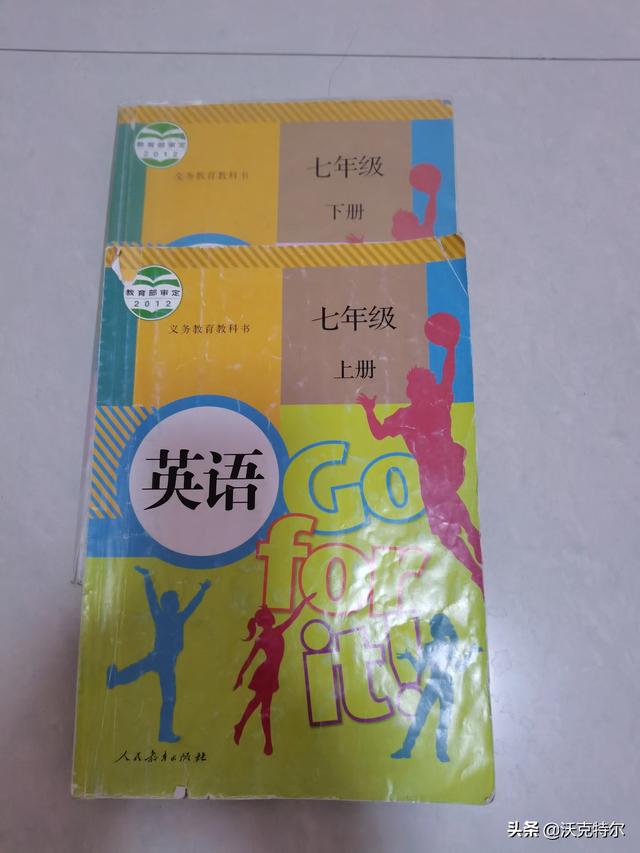 教育部审定
2012
义务教育教科书
七年级
下册
教育部审定
2012
义务教育教科书
七年级
上册
英语
Go
for
it!
人民教育出版社
头条 @沃克特尔